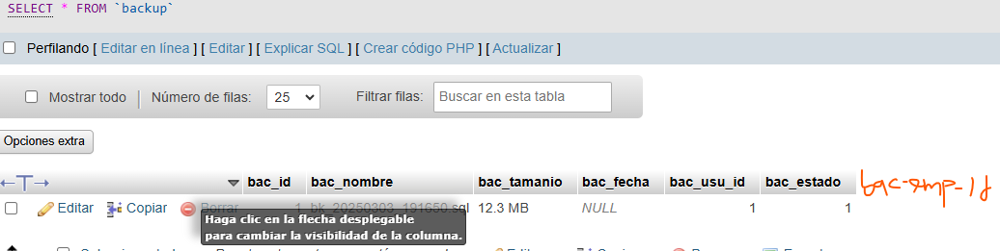 SELECT * FROM `backup`
Perfilando [ Editar en línea ] [ Editar ] [ Explicar SQL ] [ Crear código PHP ] [ Actualizar ]
Mostrar todo Número de filas: 25 Filtrar filas: Buscar en esta tabla
Opciones extra
←T→ bac_id bac_nombre bac_tamanio bac_fecha bac_usu_id bac_estado bac-emp-id
Editar Copiar Borrar 1 bk_20250303_191650.sql 12.3 MB NULL 1 1
Haga clic en la flecha desplegable
para cambiar la visibilidad de la columna.